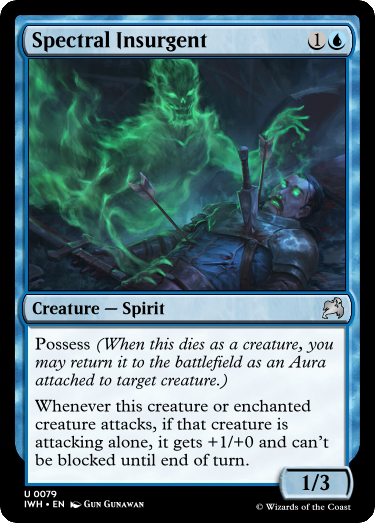 Spectral Insurgent 1
Creature — Spirit
Possess (When this dies as a creature, you
may return it to the battlefield as an Aura
attached to target creature.)
Whenever this creature or enchanted
creature attacks, if that creature is
attacking alone, it gets +1/+0 and can't
be blocked until end of turn.
1/3
U 0079
IWH • EN Gun Gunawan
© Wizards of the Coast